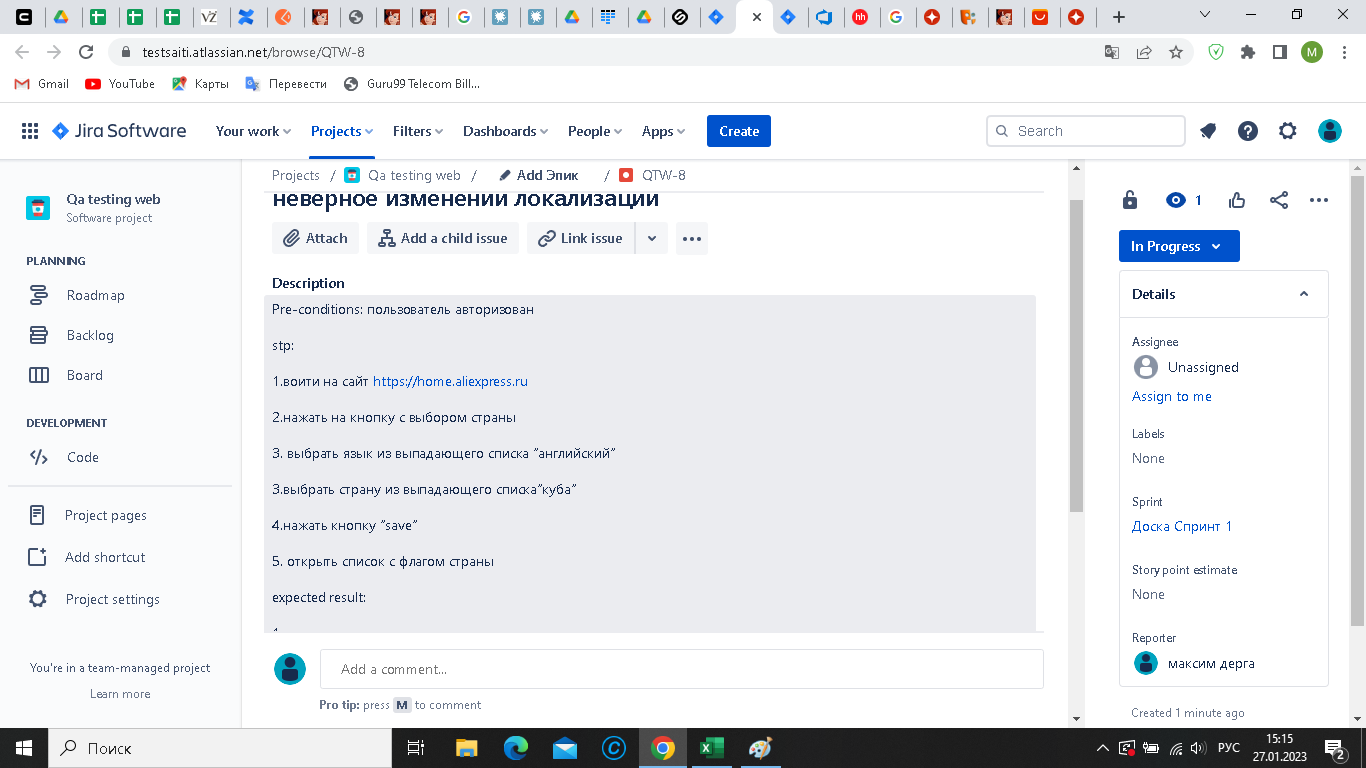 testsaiti.atlassian.net/browse/QTW-8
M
Gmail YouTube Карты Перевести Guru99 Telecom Bill...
Jira Software Your work Projects Filters Dashboards People Apps Create Search
Qa testing web
Software project
PLANNING
Roadmap
Backlog
Board
DEVELOPMENT
Code
Project pages
Add shortcut
Project settings
You're in a team-managed project
Learn more
Projects / Qa testing web / Add Эпик / QTW-8
неверное изменении локализации
Attach Add a child issue Link issue
Description
Pre-conditions: пользователь авторизован
stp:
1.воити на сайт https://home.aliexpress.ru
2.нажать на кнопку с выбором страны
3. выбрать язык из выпадающего списка ”английский”
3.выбрать страну из выпадающего списка”куба”
4.нажать кнопку ”save”
5. открыть список с флагом страны
expected result:
Add a comment...
Pro tip: press M to comment
1
In Progress
Details
Assignee
Unassigned
Assign to me
Labels
None
Sprint
Доска Спринт 1
Story point estimate
None
Reporter
максим дерга
Created 1 minute ago
Поиск
РУС
15:15
27.01.2023
2